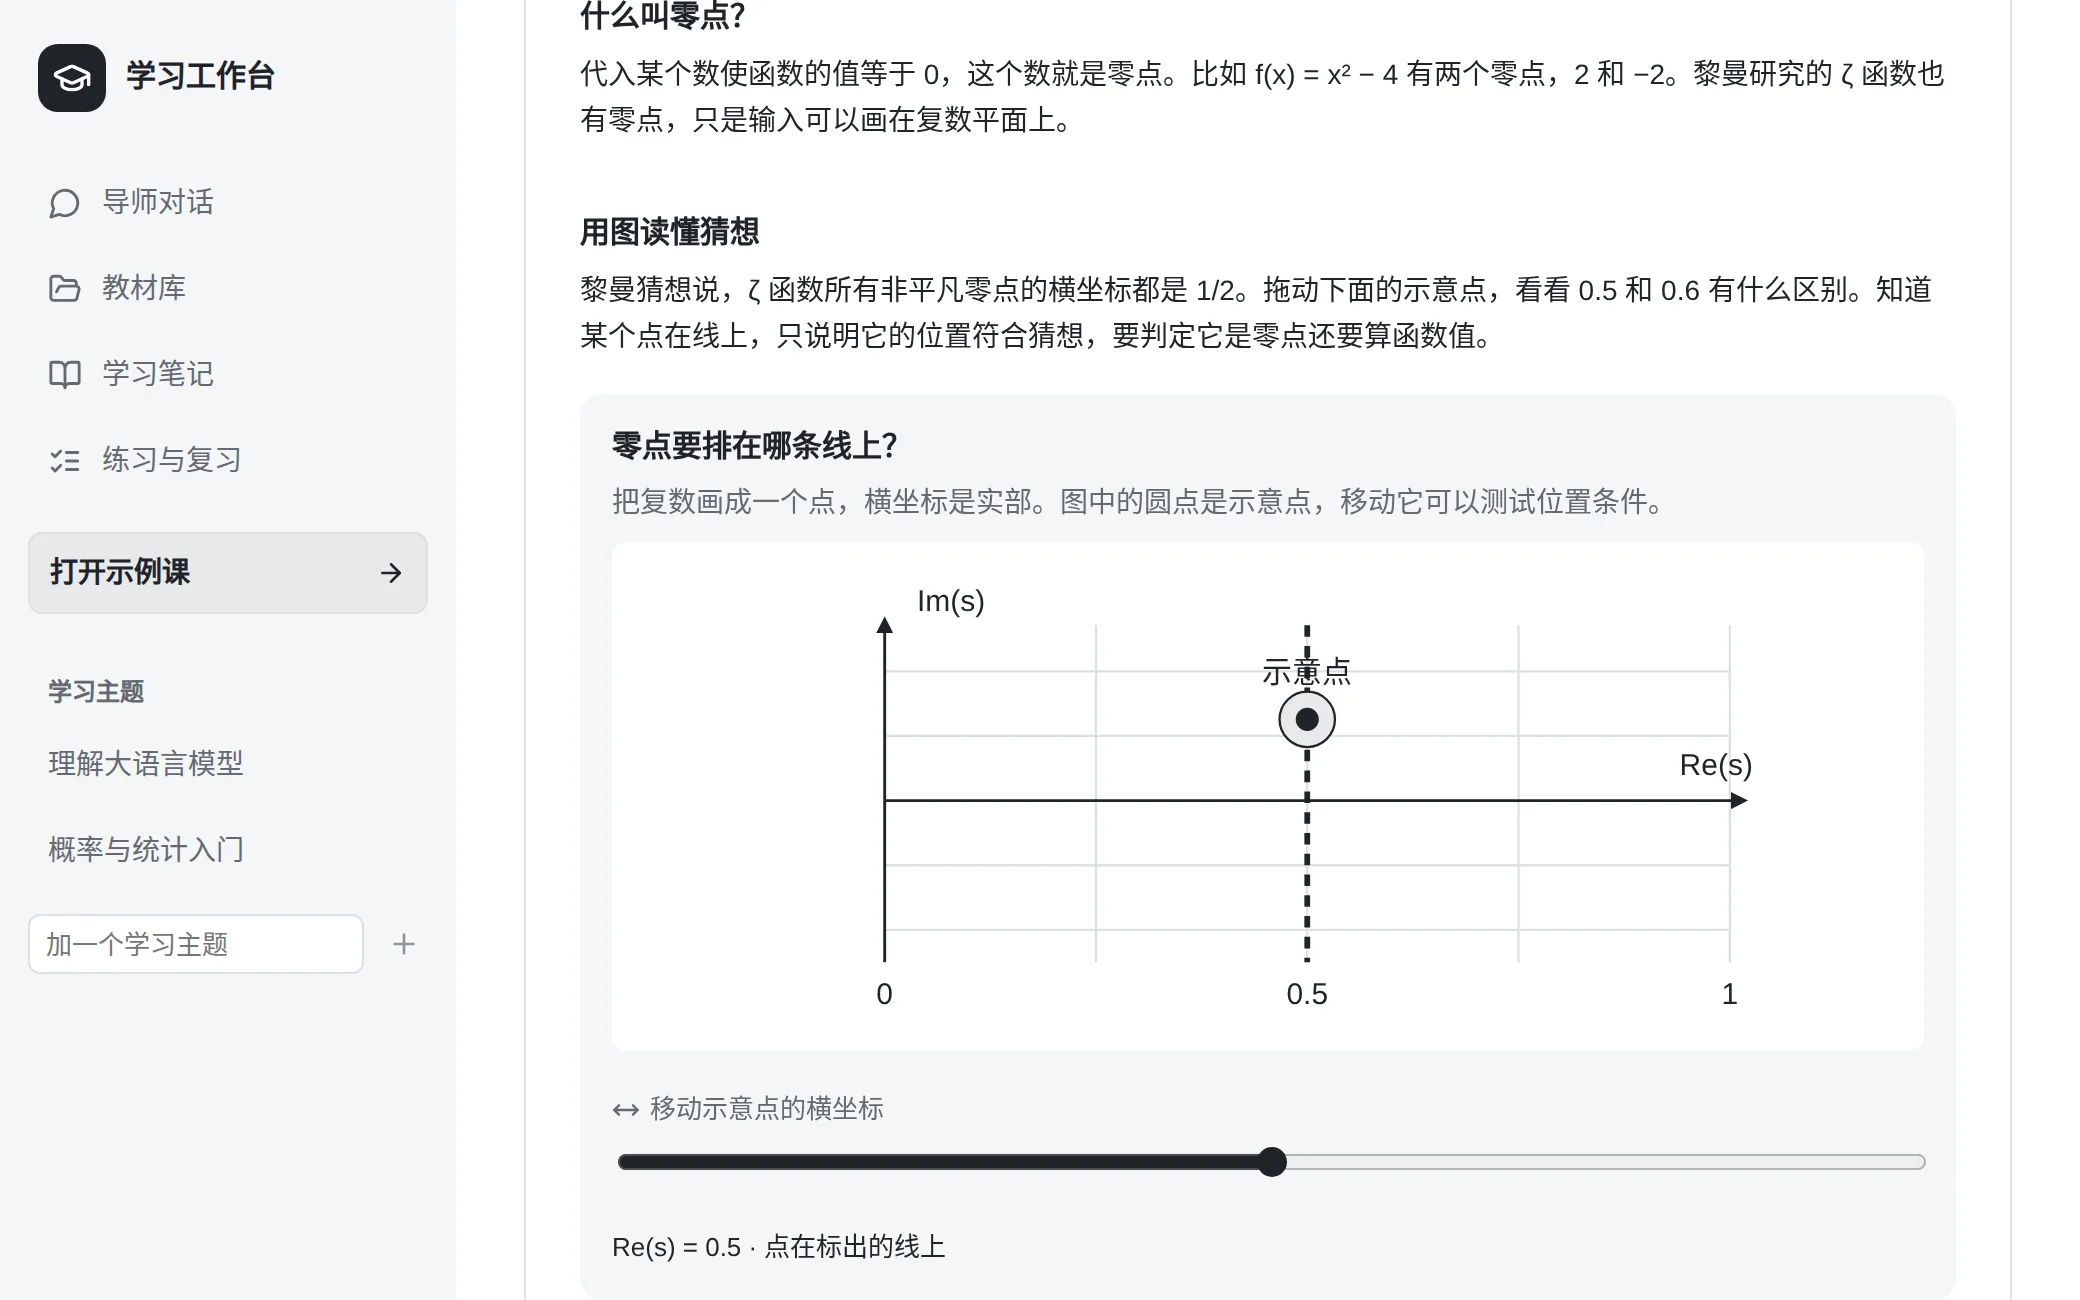 学习工作台
导师对话
教材库
学习笔记
练习与复习
打开示例课
学习主题
理解大语言模型
概率与统计入门
加一个学习主题
什么叫零点？
代入某个数使函数的值等于 0，这个数就是零点。比如 f(x) = x² − 4 有两个零点，2 和 −2。黎曼研究的 ζ 函数也
有零点，只是输入可以画在复数平面上。
用图读懂猜想
黎曼猜想说，ζ 函数所有非平凡零点的横坐标都是 1/2。拖动下面的示意点，看看 0.5 和 0.6 有什么区别。知道
某个点在线上，只说明它的位置符合猜想，要判定它是零点还要算函数值。
零点要排在哪条线上？
把复数画成一个点，横坐标是实部。图中的圆点是示意点，移动它可以测试位置条件。
Im(s)
示意点
Re(s)
0
0.5
1
移动示意点的横坐标
Re(s) = 0.5 · 点在标出的线上